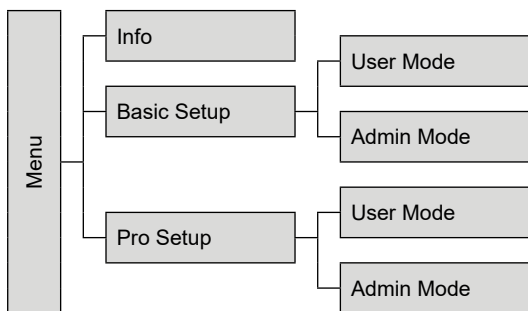 Menu
Info
Basic Setup
User Mode
Admin Mode
Pro Setup
User Mode
Admin Mode